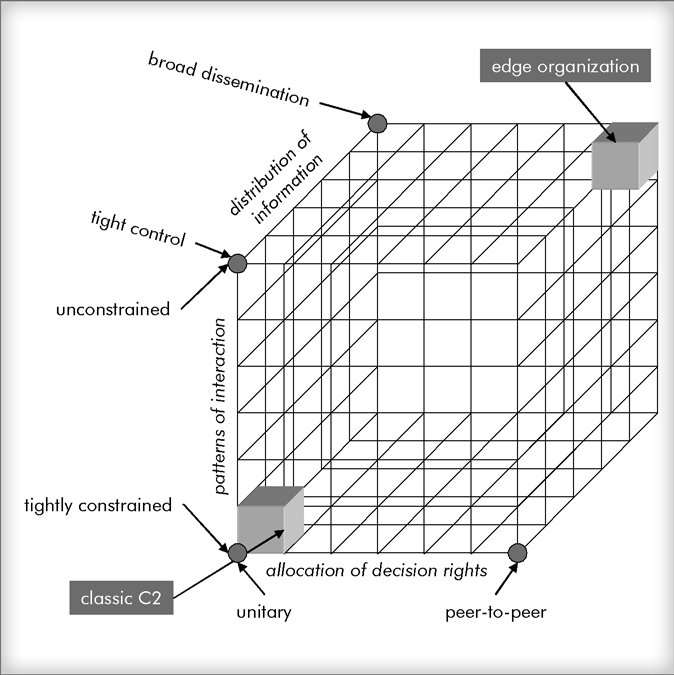 broad dissemination
edge organization
distribution of
information
tight control
unconstrained
patterns of interaction
tightly constrained
allocation of decision rights
classic C2
unitary
peer-to-peer